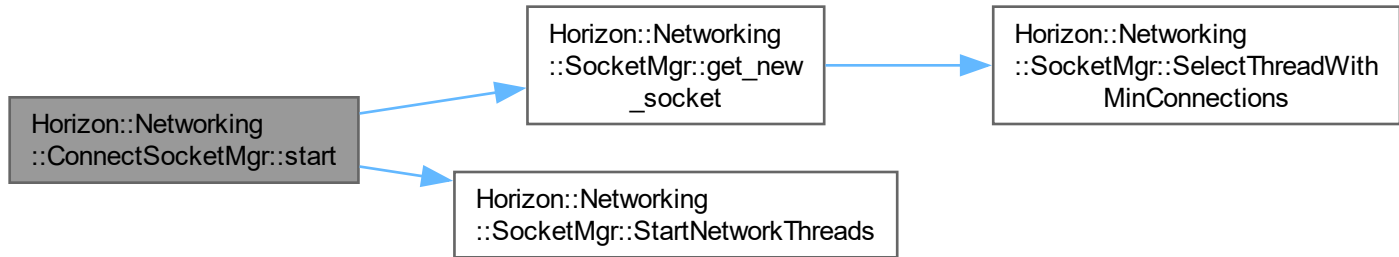 Horizon::Networking
::ConnectSocketMgr::start
Horizon::Networking
::SocketMgr::get_new
_socket
Horizon::Networking
::SocketMgr::SelectThreadWith
MinConnections
Horizon::Networking
::SocketMgr::StartNetworkThreads